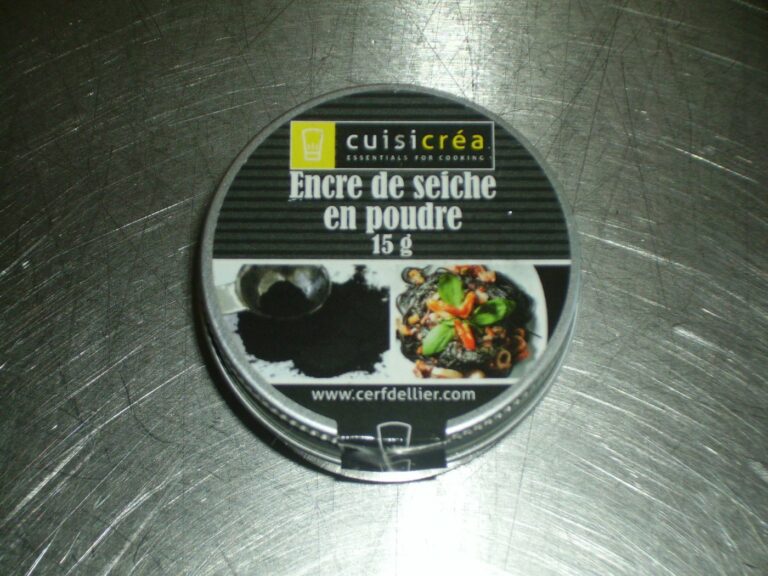 cuisicréa
ESSENTIALS FOR COOKING
Encre de seiche
en poudre
15 g
www.cerfdellier.com